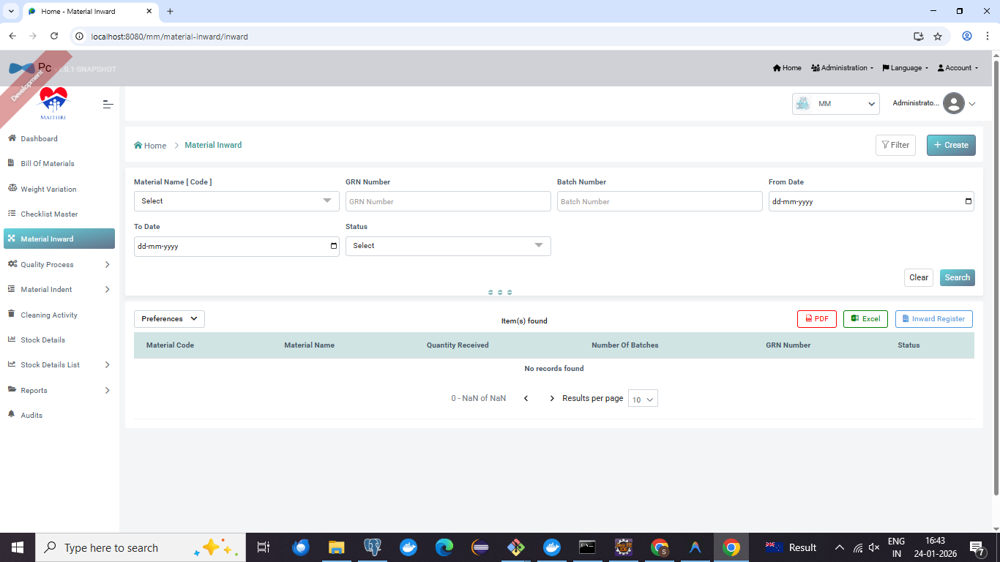 Home - Material Inward
localhost:8080/mm/material-inward/inward
Pc
v1.0.1-SNAPSHOT
Development
Home
Administration
Language
Account
MAITHRI
MM
Administrato...
Dashboard
Bill Of Materials
Weight Variation
Checklist Master
Material Inward
Quality Process
Material Indent
Cleaning Activity
Stock Details
Stock Details List
Reports
Audits
Home
Material Inward
Filter
+ Create
Material Name [ Code ]
GRN Number
Batch Number
From Date
Select
GRN Number
Batch Number
dd-mm-yyyy
To Date
Status
dd-mm-yyyy
Select
Clear
Search
Preferences
Item(s) found
PDF
Excel
Inward Register
Material Code
Material Name
Quantity Received
Number Of Batches
GRN Number
Status
No records found
0 - NaN of NaN
Results per page
10
Type here to search
Result
ENG
IN
16:43
24-01-2026
7